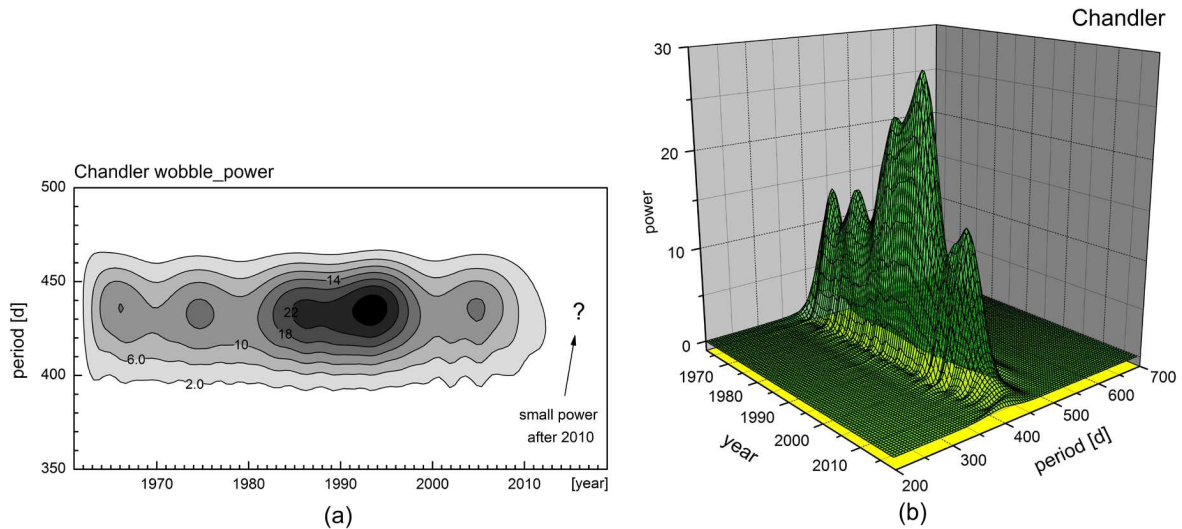 Chandler wobble_power
500
450
400
350
period [d]
14
22
18
10
6.0
2.0
?
small power
after 2010
1970
1980
1990
2000
2010
[year]
(a)
Chandler
30
20
10
0
power
1970
1980
1990
2000
2010
year
200
300
400
500
600
700
period [d]
(b)